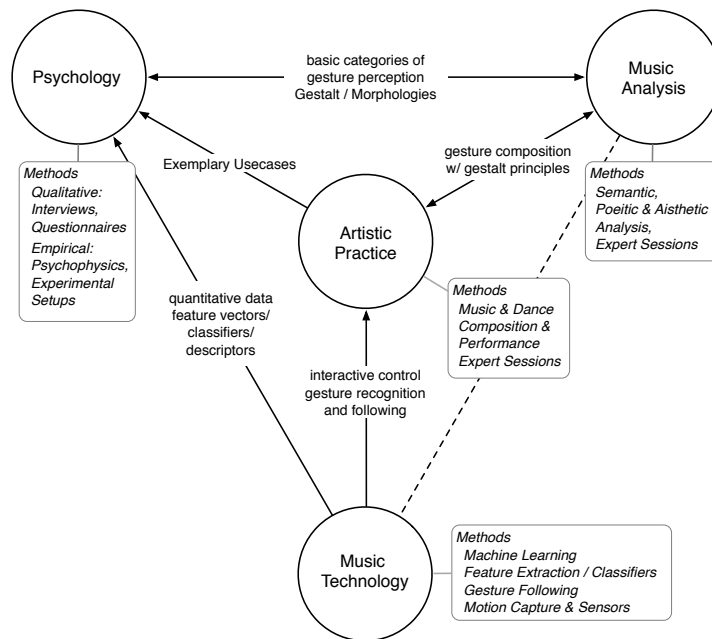 Psychology
basic categories of
gesture perception
Gestalt / Morphologies
Music
Analysis
Exemplary Usecases
gesture composition
w/ gestalt principles
Methods
Qualitative:
Interviews,
Questionnaires
Empirical:
Psychophysics,
Experimental
Setups
Methods
Semantic,
Poeitic & Aisthetic
Analysis,
Expert Sessions
Artistic
Practice
Methods
Music & Dance
Composition &
Performance
Expert Sessions
quantitative data
feature vectors/
classifiers/
descriptors
interactive control
gesture recognition
and following
Music
Technology
Methods
Machine Learning
Feature Extraction / Classifiers
Gesture Following
Motion Capture & Sensors